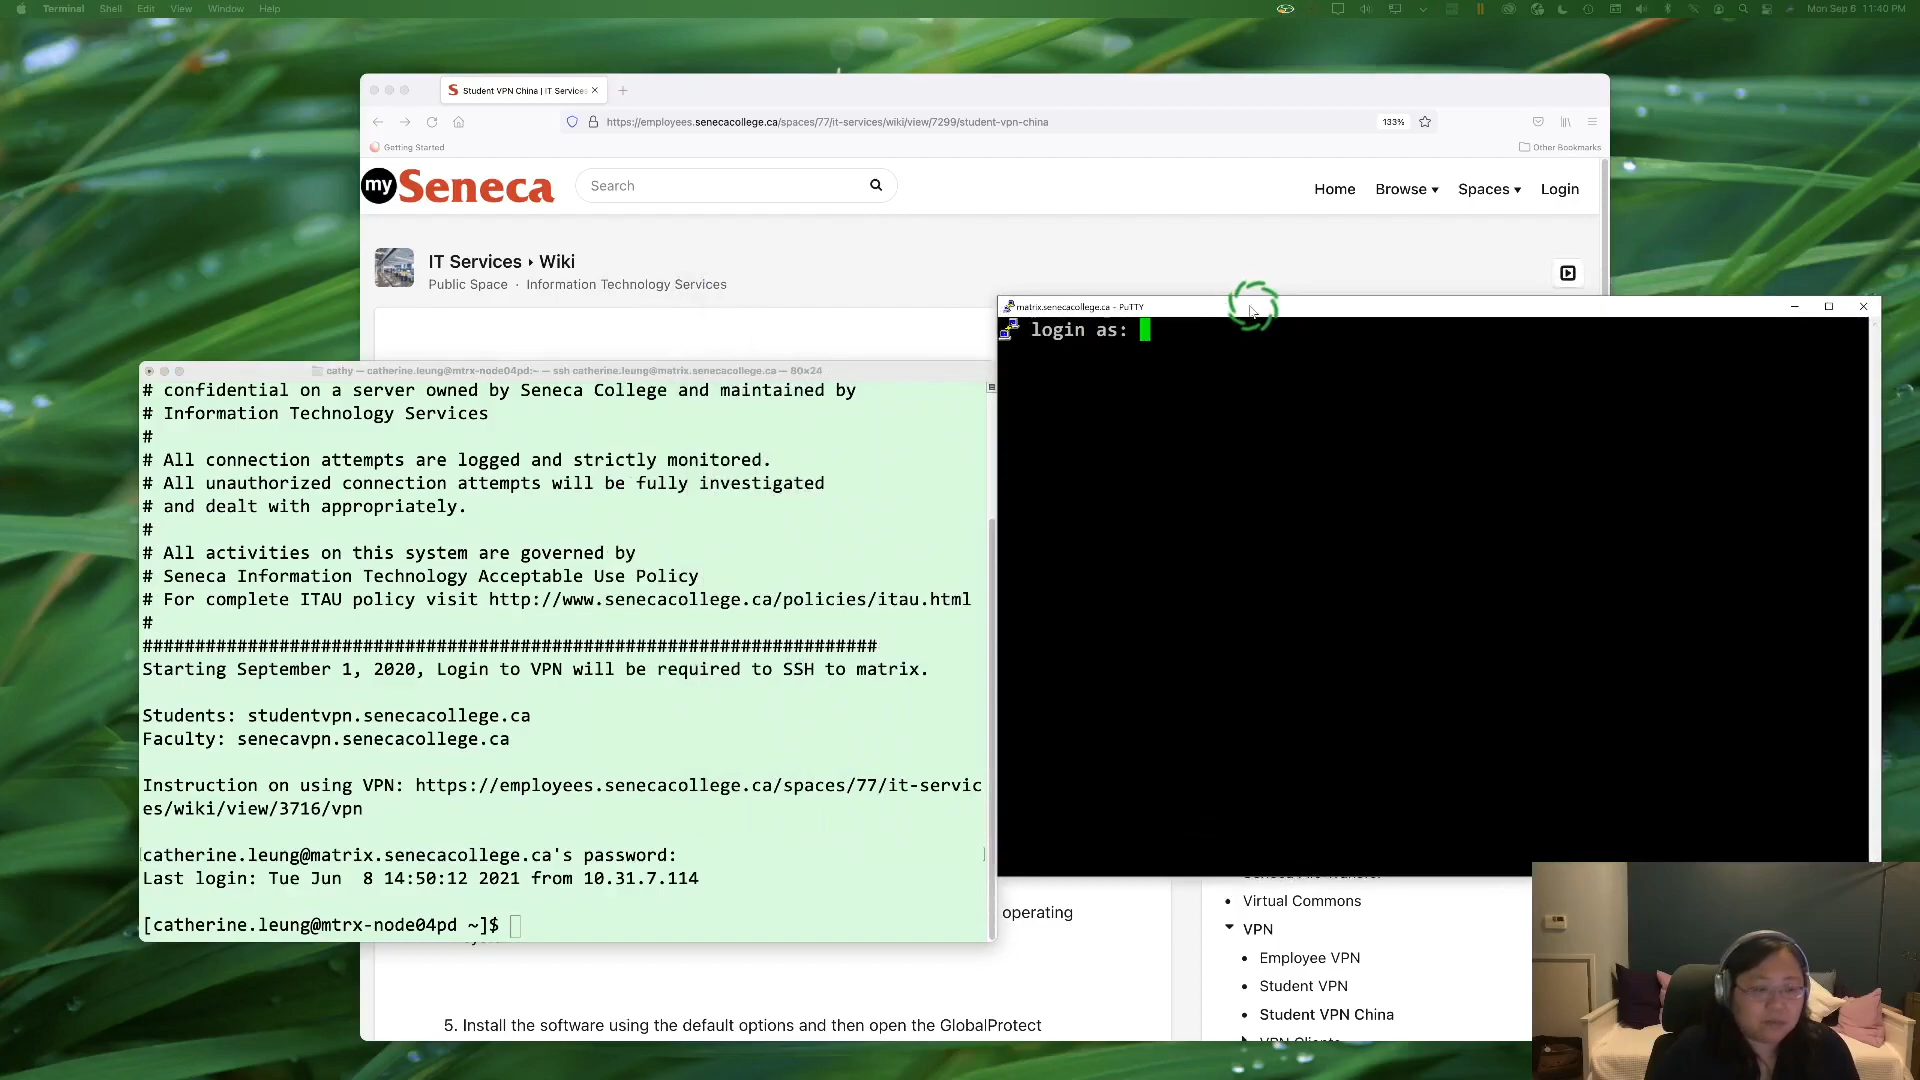 Terminal Shell Edit View Window Help
Mon Sep 6 11:40 PM
Student VPN China | IT Services
https://employees.senecacollege.ca/spaces/77/it-services/wiki/view/7299/student-vpn-china
133%
Getting Started
Other Bookmarks
my Seneca
Search
Home Browse Spaces Login
IT Services Wiki
Public Space · Information Technology Services
matrix.senecacollege.ca - PuTTY
login as:
cathy — catherine.leung@mtrx-node04pd:~ — ssh catherine.leung@matrix.senecacollege.ca — 80×24
# confidential on a server owned by Seneca College and maintained by
# Information Technology Services
#
# All connection attempts are logged and strictly monitored.
# All unauthorized connection attempts will be fully investigated
# and dealt with appropriately.
#
# All activities on this system are governed by
# Seneca Information Technology Acceptable Use Policy
# For complete ITAU policy visit http://www.senecacollege.ca/policies/itau.html
#
######################################################################
Starting September 1, 2020, Login to VPN will be required to SSH to matrix.
Students: studentvpn.senecacollege.ca
Faculty: senecavpn.senecacollege.ca
Instruction on using VPN: https://employees.senecacollege.ca/spaces/77/it-servic
es/wiki/view/3716/vpn
catherine.leung@matrix.senecacollege.ca's password:
Last login: Tue Jun  8 14:50:12 2021 from 10.31.7.114
[catherine.leung@mtrx-node04pd ~]$
operating
5. Install the software using the default options and then open the GlobalProtect
Virtual Commons
VPN
Employee VPN
Student VPN
Student VPN China
VPN Clients